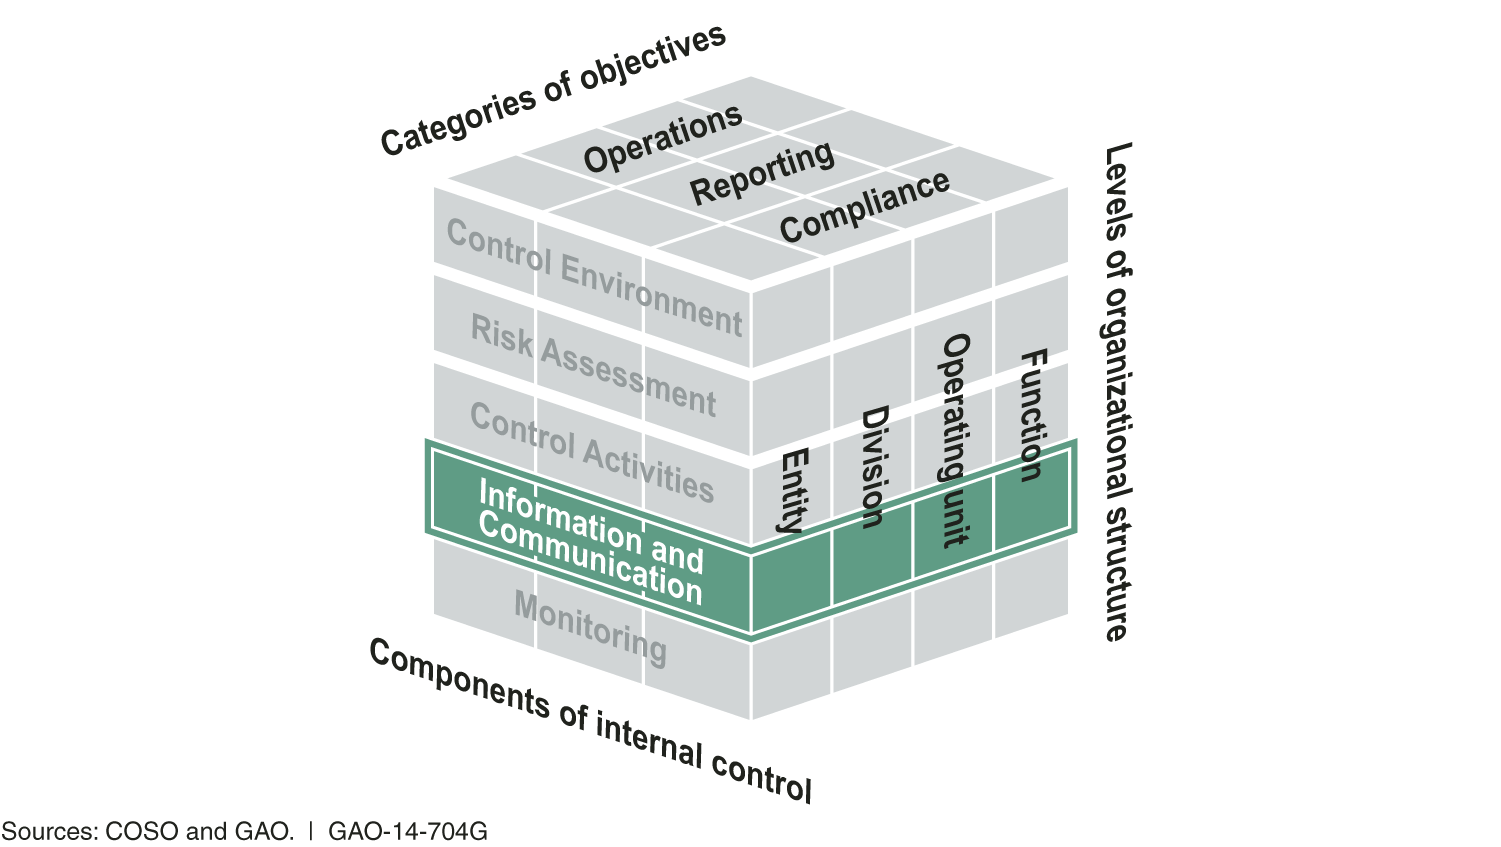 Categories of objectives
Operations
Reporting
Compliance
Control Environment
Risk Assessment
Control Activities
Information and
Communication
Monitoring
Components of internal control
Entity
Division
Operating unit
Function
Levels of organizational structure
Sources: COSO and GAO. | GAO-14-704G